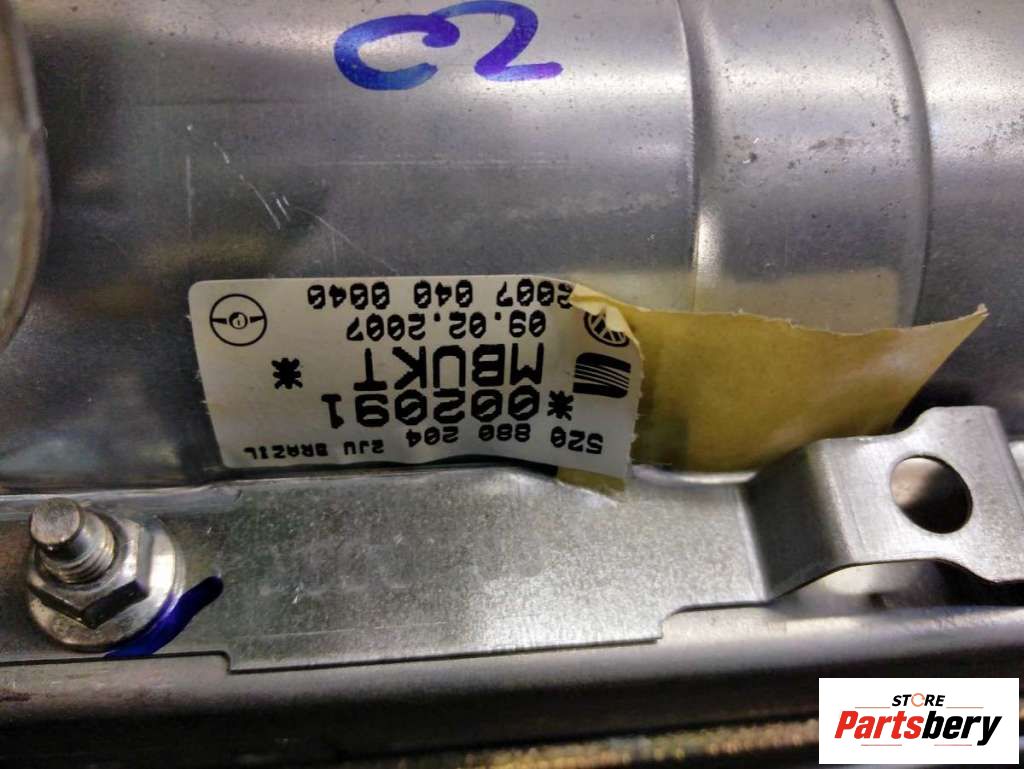 C2
5Z0 880 204 2JU BRAZIL
*002091
MBUKT *
09.02.2007
2007 040 0040
STORE
Partsbery